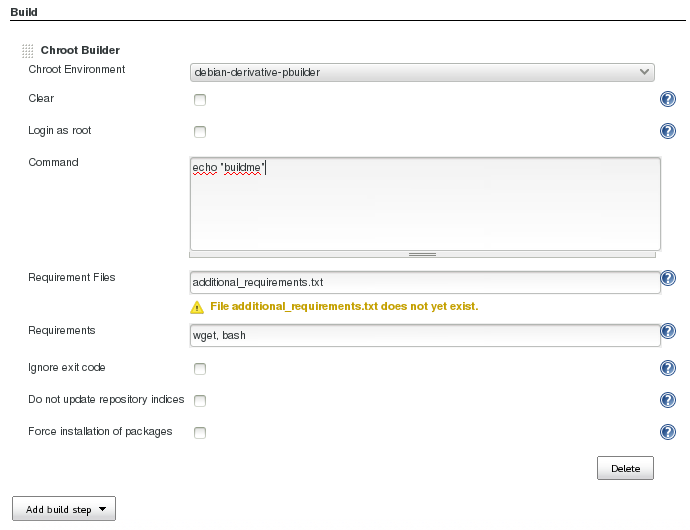 Build
Chroot Builder
Chroot Environment
debian-derivative-pbuilder
Clear
Login as root
Command
echo "buildme"
Requirement Files
additional_requirements.txt
File additional_requirements.txt does not yet exist.
Requirements
wget, bash
Ignore exit code
Do not update repository indices
Force installation of packages
Delete
Add build step